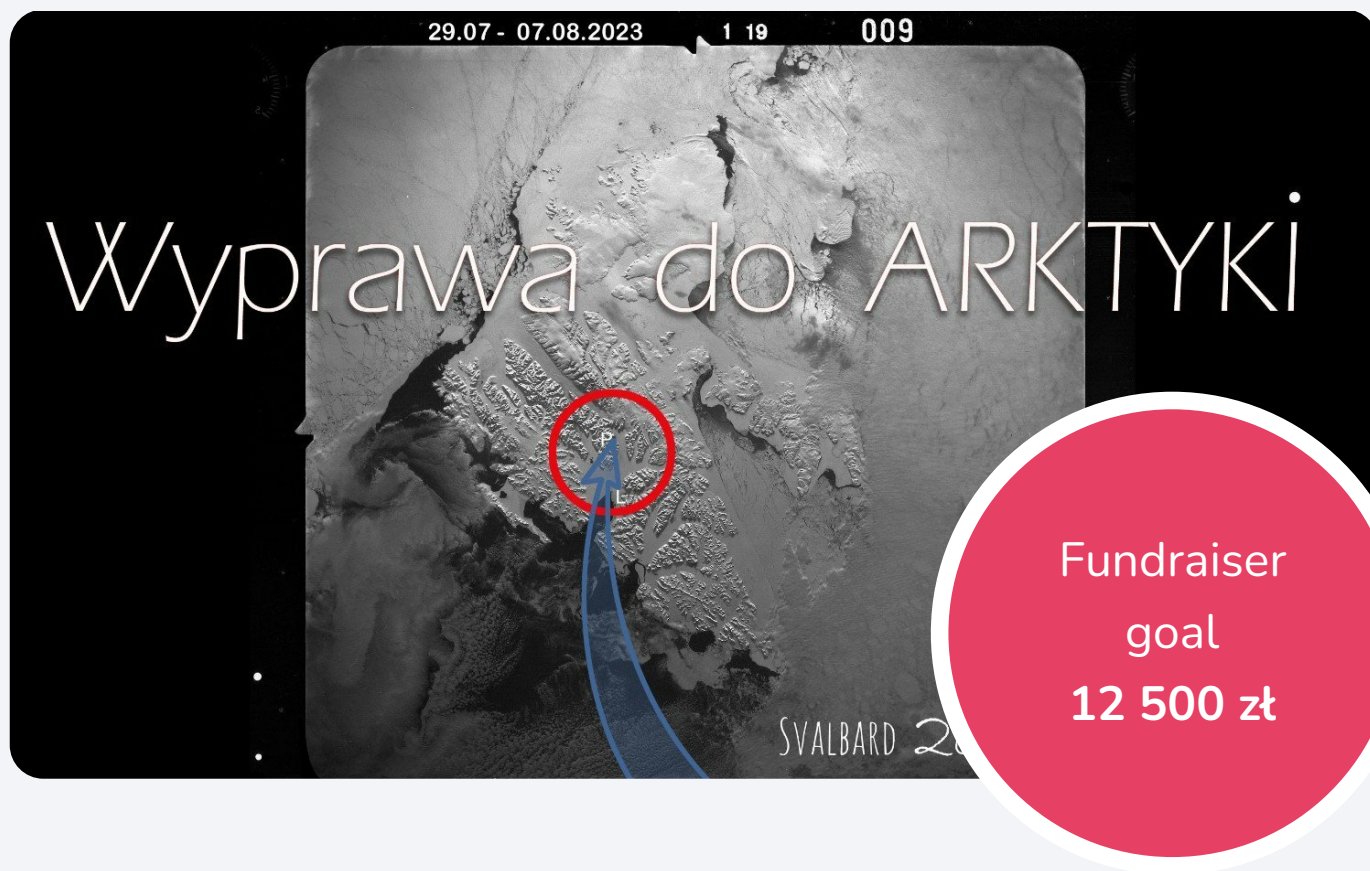 29.07 - 07.08.2023 1 19 009
Wyprawa do ARKTYKi
P
L
SVALBARD
Fundraiser
goal
12 500 zł